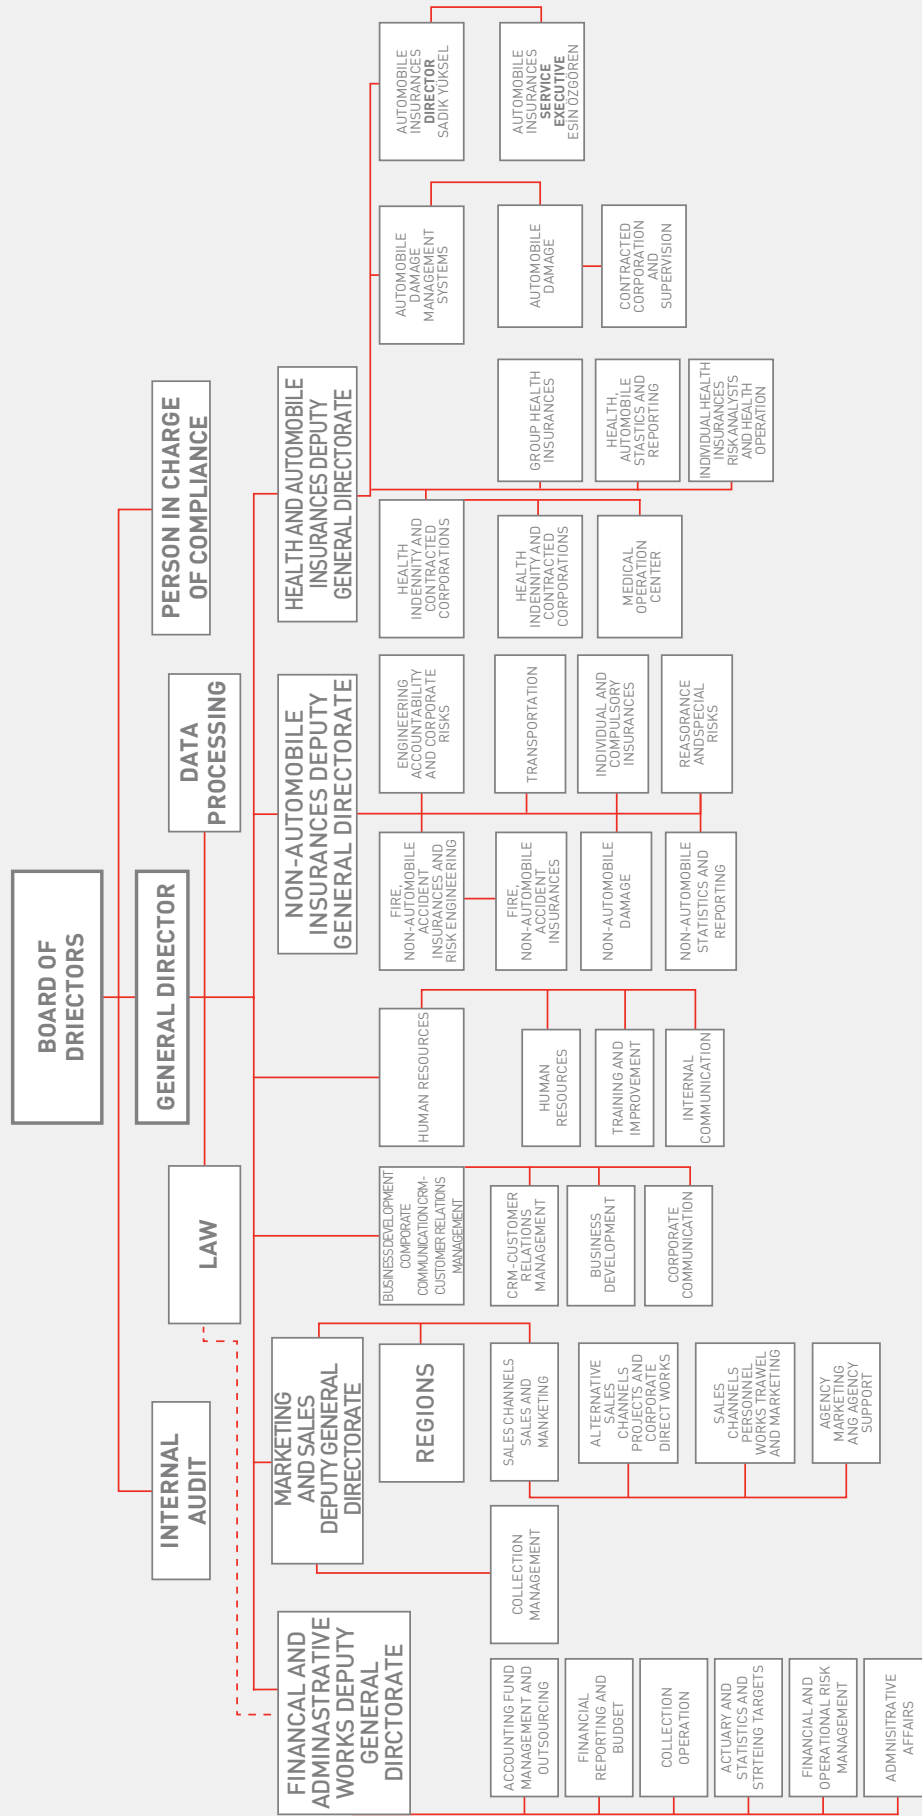 BOARD OF
DRIECTORS
GENERAL DIRECTOR
INTERNAL
AUDIT
PERSON IN CHARGE
OF COMPLIANCE
LAW
DATA
PROCESSING
FINANCAL AND
ADMINASTRATIVE
WORKS DEPUTY
GENERAL
DIRCTORATE
MARKETING
AND SALES
DEPUTY GENERAL
DIRECTORATE
NON-AUTOMOBILE
INSURANCES DEPUTY
GENERAL DIRECTORATE
HEALTH AND AUTOMOBILE
INSURANCES DEPUTY
GENERAL DIRECTORATE
REGIONS
BUSINESS DEVELOPMENT
COMPORATE
COMMUNICATION CRM-
CUSTOMER RELATIONS
MANAGEMENT
HUMAN RESOURCES
FIRE,
NON-AUTOMOBILE
ACCIDENT
INSURANCES AND
RISK ENGINEERING
ENGINEERING
ACCOUNTABILITY
AND CORPORATE
RISKS
HEALTH
INDENNITY AND
CONTRACTED
CORPORATIONS
AUTOMOBILE
DAMAGE
MANAGEMENT
SYSTEMS
AUTOMOBILE
INSURANCES
DIRECTOR
SADIK YÜKSEL
ACCOUNTING FUND
MANAGEMENT AND
OUTSOURCING
FINANCIAL
REPORTING AND
BUDGET
COLLECTION
OPERATION
ACTUARY AND
STATISTICS AND
STRTEING TARGETS
FINANCIAL AND
OPERATIONAL RISK
MANAGEMENT
ADMNISITRATIVE
AFFAIRS
COLLECTION
MANAGEMENT
SALES CHANNELS
SALES AND
MANKETING
ALTERNATIVE
SALES
CHANNELS
PROJECTS AND
CORPORATE
DIRECT WORKS
SALES
CHANNELS
PERSONNEL
WORKS TRAWEL
AND MARKETING
AGENCY
MARKETING
ANG AGENCY
SUPPORT
CRM-CUSTOMER
RELATIONS
MANAGEMENT
BUSINESS
DEVELOPMENT
CORPORATE
COMMUNICATION
HUMAN
RESOURCES
TRAINING AND
IMPROVEMENT
INTERNAL
COMMUNICATION
FIRE,
NON-AUTOMOBILE
ACCIDENT
INSURANCES
NON-AUTOMOBILE
DAMAGE
NON-AUTOMOBILE
STATISTICS AND
REPORTING
TRANSPORTATION
INDIVIDUAL AND
COMPULSORY
INSURANCES
REASORANCE
ANDSPECIAL
RISKS
HEALTH
INDENNITY AND
CONTRACTED
CORPORATIONS
MEDICAL
OPERATION
CENTER
GROUP HEALTH
INSURANCES
HEALTH,
AUTOMOBILE
STASTICS AND
REPORTING
INDIVIDUAL HEALTH
INSURANCES
RISK ANALYSTS
AND HEALTH
OPERATION
AUTOMOBILE
DAMAGE
CONTRACTED
CORPORATION
AND
SUPERVISION
AUTOMOBILE
INSURANCES
SERVICE
EXECUTIVE
ESİN ÖZGÖREN